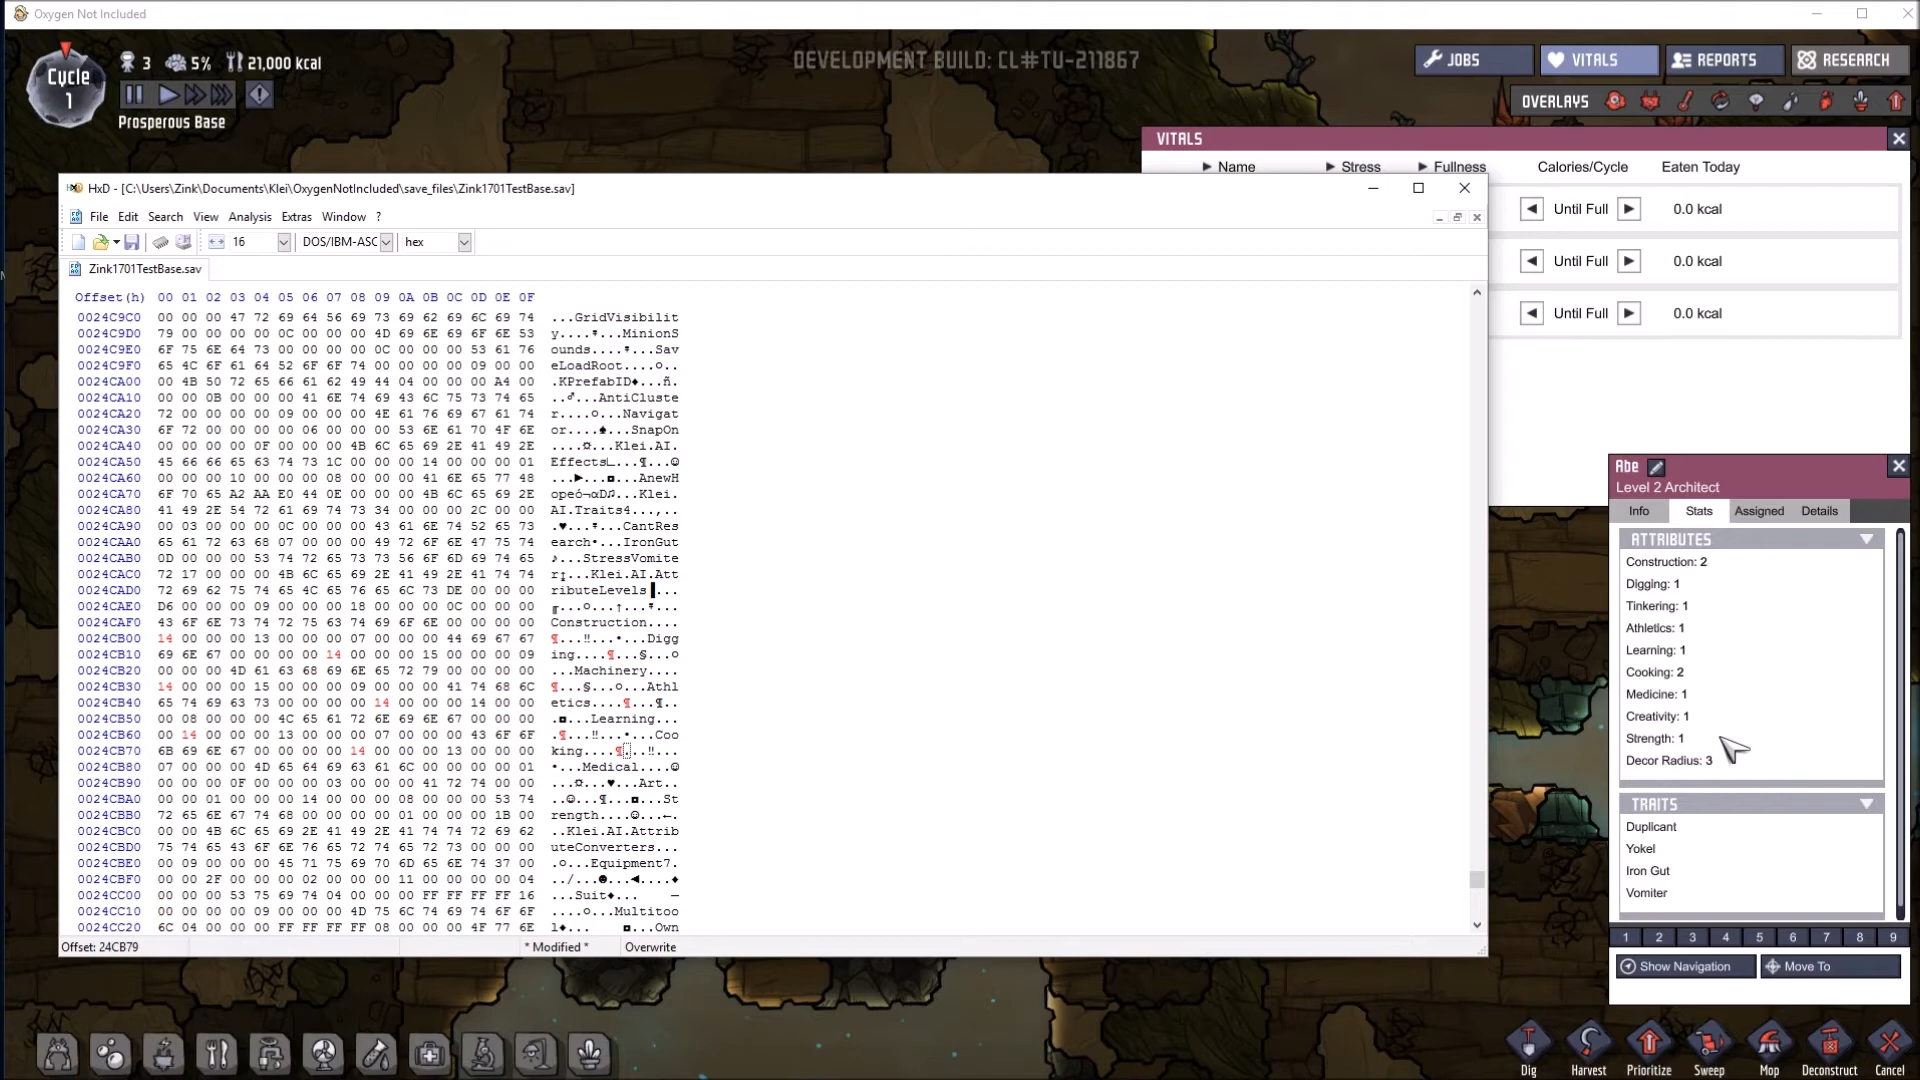 Oxygen Not Included
Cycle
1
3 5% 21,000 kcal
Prosperous Base
DEVELOPMENT BUILD: CL#TU-211867
JOBS VITALS REPORTS RESEARCH
OVERLAYS
VITALS
Name Stress Fullness Calories/Cycle Eaten Today
Until Full 0.0 kcal
Until Full 0.0 kcal
Until Full 0.0 kcal
HxD - [C:\Users\Zink\Documents\Klei\OxygenNotIncluded\save_files\Zink1701TestBase.sav]
File Edit Search View Analysis Extras Window ?
16 DOS/IBM-ASC hex
Zink1701TestBase.sav
Offset(h) 00 01 02 03 04 05 06 07 08 09 0A 0B 0C 0D 0E 0F
0024C9C0 00 00 00 47 72 69 64 56 69 73 69 62 69 6C 69 74 ...GridVisibilit
0024C9D0 79 00 00 00 00 0C 00 00 00 4D 69 6E 69 6F 6E 53 y....♀...MinionS
0024C9E0 6F 75 6E 64 73 00 00 00 00 0C 00 00 00 53 61 76 ounds....♀...Sav
0024C9F0 65 4C 6F 61 64 52 6F 6F 74 00 00 00 00 09 00 00 eLoadRoot....○..
0024CA00 00 4B 50 72 65 66 61 62 49 44 04 00 00 00 A4 00 .KPrefabID♦...ñ.
0024CA10 00 00 0B 00 00 00 41 6E 74 69 43 6C 75 73 74 65 ..♂...AntiCluste
0024CA20 72 00 00 00 00 09 00 00 00 4E 61 76 69 67 61 74 r....○...Navigat
0024CA30 6F 72 00 00 00 00 06 00 00 00 53 6E 61 70 4F 6E or....♠...SnapOn
0024CA40 00 00 00 00 0F 00 00 00 4B 6C 65 69 2E 41 49 2E ....☼...Klei.AI.
0024CA50 45 66 66 65 63 74 73 1C 00 00 00 14 00 00 00 01 Effects∟...¶...☺
0024CA60 00 00 00 10 00 00 00 08 00 00 00 41 6E 65 77 48 ...►...◘...AnewH
0024CA70 6F 70 65 A2 AA E0 44 0E 00 00 00 4B 6C 65 69 2E opeó¬αD♫...Klei.
0024CA80 41 49 2E 54 72 61 69 74 73 34 00 00 00 2C 00 00 AI.Traits4...,..
0024CA90 00 03 00 00 00 0C 00 00 00 43 61 6E 74 52 65 73 .♥...♀...CantRes
0024CAA0 65 61 72 63 68 07 00 00 00 49 72 6F 6E 47 75 74 earch•...IronGut
0024CAB0 0D 00 00 00 53 74 72 65 73 73 56 6F 6D 69 74 65 ♪...StressVomite
0024CAC0 72 17 00 00 00 4B 6C 65 69 2E 41 49 2E 41 74 74 r↨...Klei.AI.Att
0024CAD0 72 69 62 75 74 65 4C 65 76 65 6C 73 DE 00 00 00 ributeLevels▐...
0024CAE0 D6 00 00 00 09 00 00 00 18 00 00 00 0C 00 00 00 ╓...○...↑...♀...
0024CAF0 43 6F 6E 73 74 72 75 63 74 69 6F 6E 00 00 00 00 Construction....
0024CB00 14 00 00 00 13 00 00 00 07 00 00 00 44 69 67 67 ¶...‼...•...Digg
0024CB10 69 6E 67 00 00 00 00 14 00 00 00 15 00 00 00 09 ing....¶...§...○
0024CB20 00 00 00 4D 61 63 68 69 6E 65 72 79 00 00 00 00 ...Machinery....
0024CB30 14 00 00 00 15 00 00 00 09 00 00 00 41 74 68 6C ¶...§...○...Athl
0024CB40 65 74 69 63 73 00 00 00 00 14 00 00 00 14 00 00 etics....¶...¶..
0024CB50 00 08 00 00 00 4C 65 61 72 6E 69 6E 67 00 00 00 .◘...Learning...
0024CB60 00 14 00 00 00 13 00 00 00 07 00 00 00 43 6F 6F .¶...‼...•...Coo
0024CB70 6B 69 6E 67 00 00 00 00 14 00 00 00 13 00 00 00 king....¶...‼...
0024CB80 07 00 00 00 4D 65 64 69 63 61 6C 00 00 00 00 01 •...Medical....☺
0024CB90 00 00 00 0F 00 00 00 03 00 00 00 41 72 74 00 00 ...☼...♥...Art..
0024CBA0 00 00 01 00 00 00 14 00 00 00 08 00 00 00 53 74 ..☺...¶...◘...St
0024CBB0 72 65 6E 67 74 68 00 00 00 00 01 00 00 00 1B 00 rength....☺...←.
0024CBC0 00 00 4B 6C 65 69 2E 41 49 2E 41 74 74 72 69 62 ..Klei.AI.Attrib
0024CBD0 75 74 65 43 6F 6E 76 65 72 74 65 72 73 00 00 00 uteConverters...
0024CBE0 00 09 00 00 00 45 71 75 69 70 6D 65 6E 74 37 00 .○...Equipment7.
0024CBF0 00 00 2F 00 00 00 02 00 00 00 11 00 00 00 00 04 ../...☻...◄....♦
0024CC00 00 00 00 53 75 69 74 04 00 00 00 FF FF FF FF 16 ...Suit♦... ▬
0024CC10 00 00 00 00 09 00 00 00 4D 75 6C 74 69 74 6F 6F ....○...Multitoo
0024CC20 6C 04 00 00 00 FF FF FF FF 08 00 00 00 4F 77 6E l♦... ◘...Own
Offset: 24CB79 * Modified * Overwrite
Abe
Level 2 Architect
Info Stats Assigned Details
ATTRIBUTES
Construction: 2
Digging: 1
Tinkering: 1
Athletics: 1
Learning: 1
Cooking: 2
Medicine: 1
Creativity: 1
Strength: 1
Decor Radius: 3
TRAITS
Duplicant
Yokel
Iron Gut
Vomiter
1 2 3 4 5 6 7 8 9
Show Navigation Move To
Dig Harvest Prioritize Sweep Mop Deconstruct Cancel